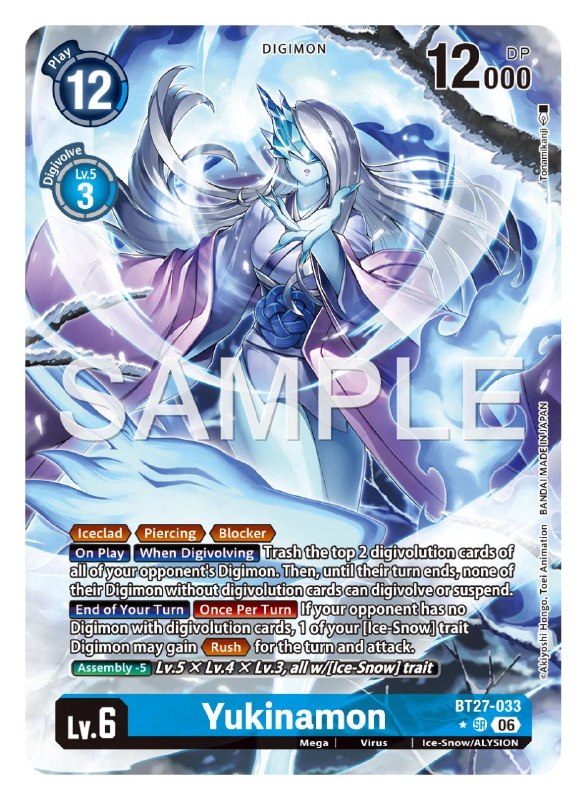 DIGIMON
Play
12
DP
12000
Digivolve
Lv.5
3
Tonamikanji
SAMPLE
©Akiyoshi Hongo, Toei Animation BANDAI MADE IN JAPAN
Iceclad Piercing Blocker
On Play When Digivolving Trash the top 2 digivolution cards of
all of your opponent's Digimon. Then, until their turn ends, none of
their Digimon without digivolution cards can digivolve or suspend.
End of Your Turn Once Per Turn If your opponent has no
Digimon with digivolution cards, 1 of your [Ice-Snow] trait
Digimon may gain Rush for the turn and attack.
Assembly -5 Lv.5 × Lv.4 × Lv.3, all w/[Ice-Snow] trait
BT27-033
Lv.6 Yukinamon
SR 06
Mega Virus Ice-Snow/ALYSION